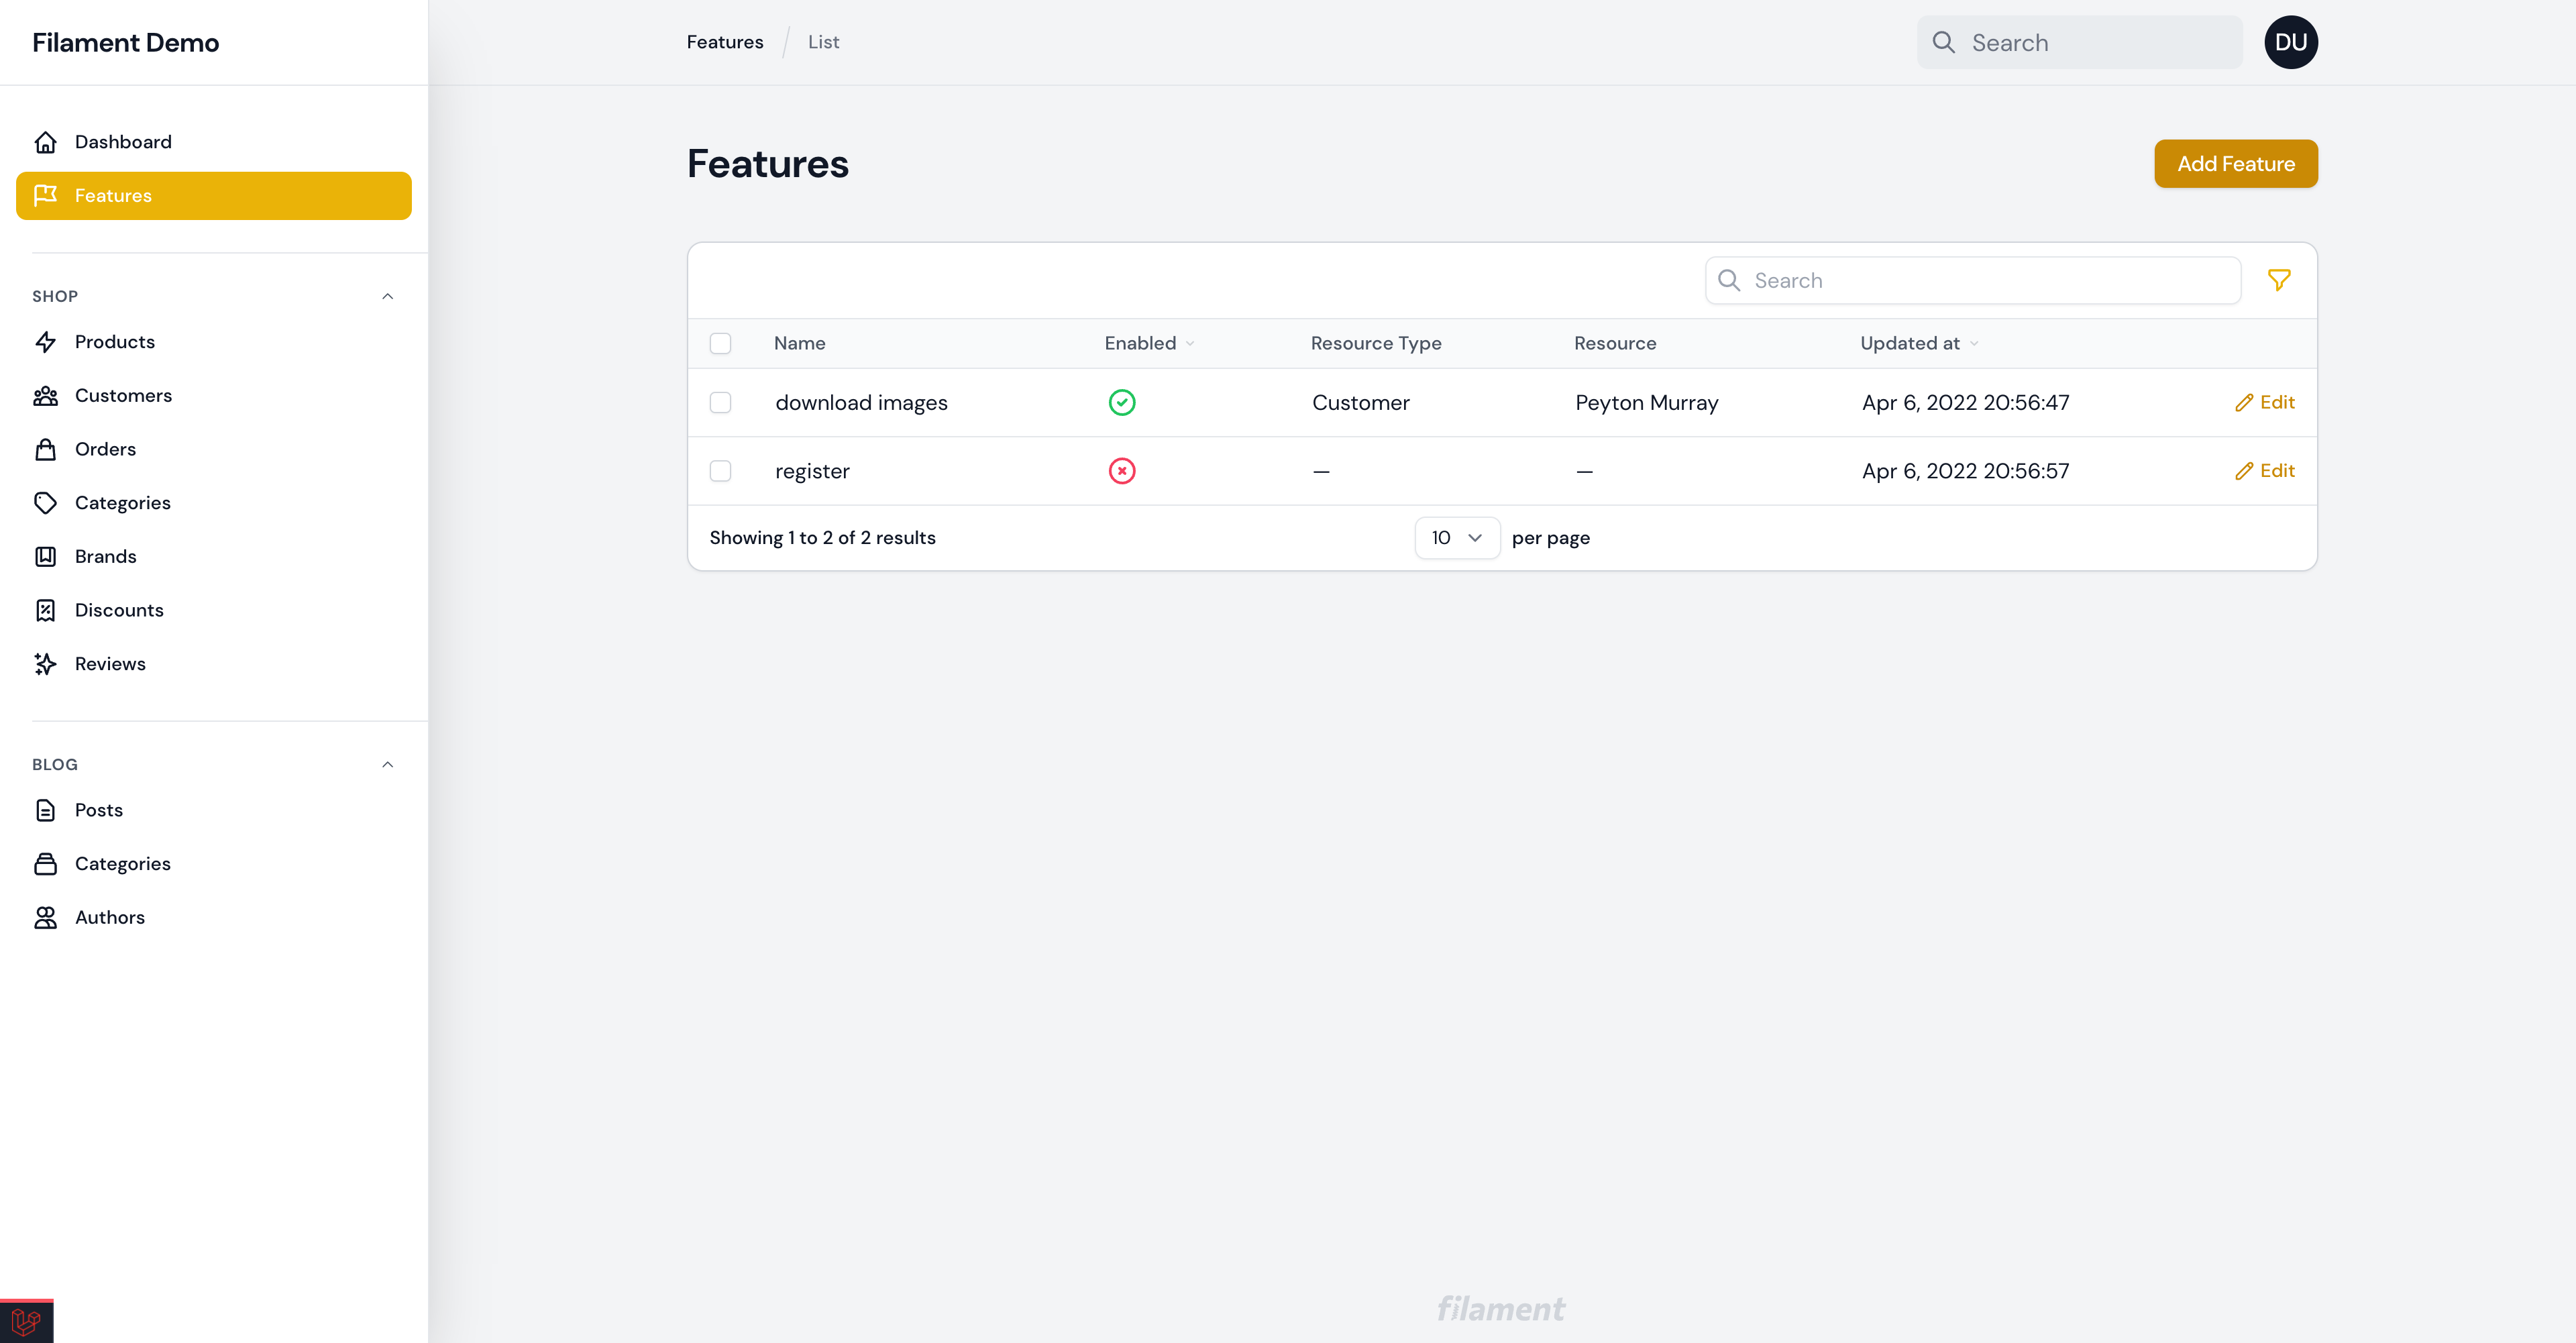 Filament Demo
Features / List
Search
DU
Dashboard
Features
SHOP
Products
Customers
Orders
Categories
Brands
Discounts
Reviews
BLOG
Posts
Categories
Authors
Features
Add Feature
Search
Name Enabled Resource Type Resource Updated at
download images Customer Peyton Murray Apr 6, 2022 20:56:47 Edit
register — — Apr 6, 2022 20:56:57 Edit
Showing 1 to 2 of 2 results 10 per page
filament